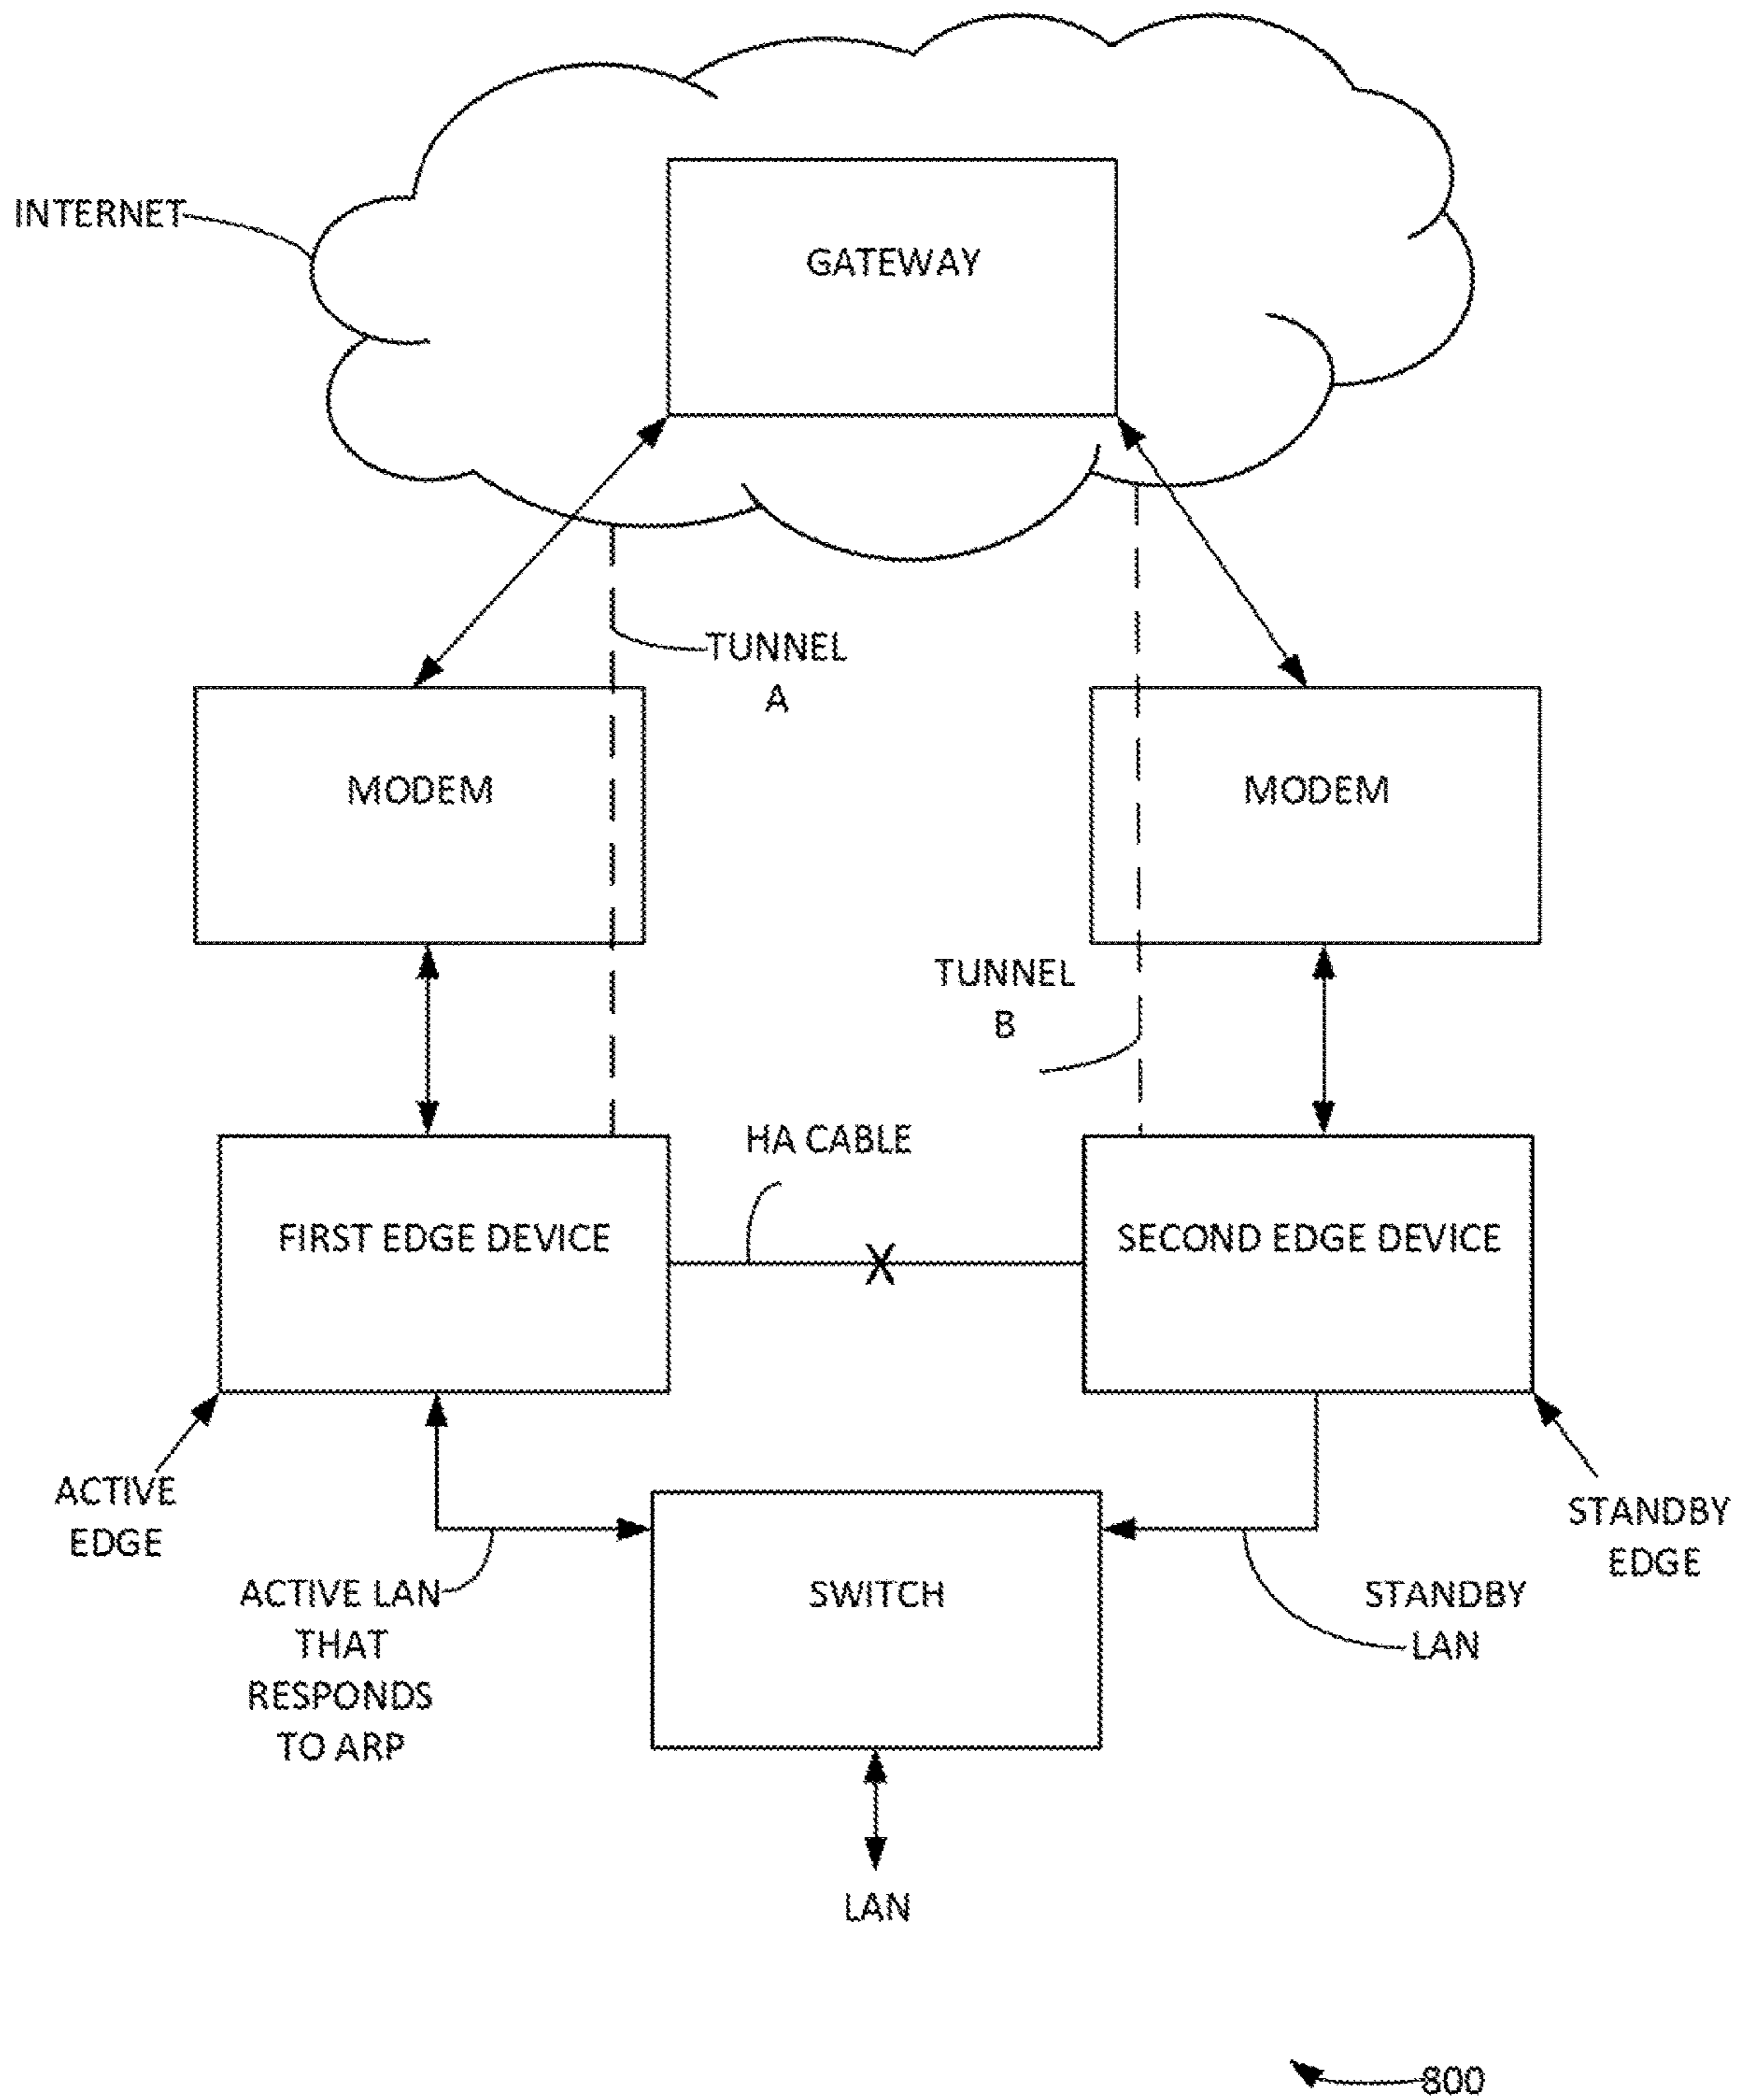 INTERNET
GATEWAY
TUNNEL
A
MODEM
MODEM
TUNNEL
B
HA CABLE
FIRST EDGE DEVICE
SECOND EDGE DEVICE
X
ACTIVE
EDGE
STANDBY
EDGE
ACTIVE LAN
THAT
RESPONDS
TO ARP
SWITCH
STANDBY
LAN
LAN
800